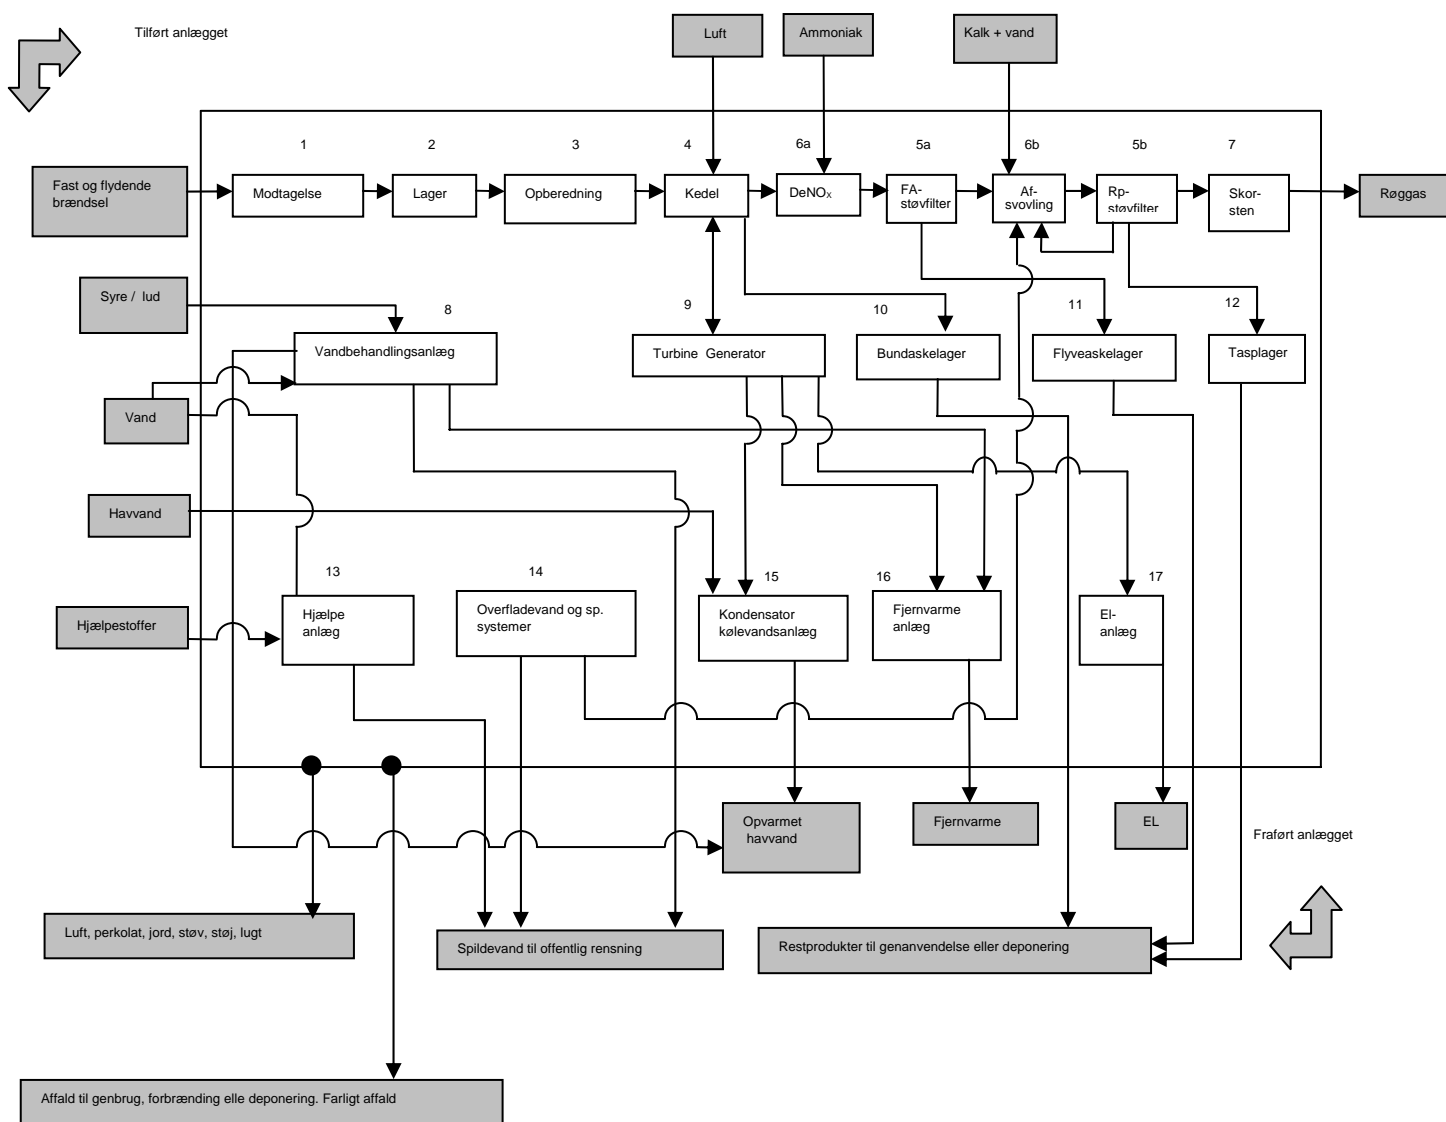 Tilført anlægget
Luft
Ammoniak
Kalk + vand
1
2
3
4
6a
5a
6b
5b
7
Fast og flydende
brændsel
Modtagelse
Lager
Opberedning
Kedel
DeNOx
FA-
støvfilter
Af-
svovling
Rp-
støvfilter
Skor-
sten
Røggas
Syre / lud
8
9
10
11
12
Vandbehandlingsanlæg
Turbine Generator
Bundaskelager
Flyveaskelager
Tasplager
Vand
Havvand
13
14
15
16
17
Hjælpestoffer
Hjælpe
anlæg
Overfladevand og sp.
systemer
Kondensator
kølevandsanlæg
Fjernvarme
anlæg
El-
anlæg
Opvarmet
havvand
Fjernvarme
EL
Fraført anlægget
Luft, perkolat, jord, støv, støj, lugt
Spildevand til offentlig rensning
Restprodukter til genanvendelse eller deponering
Affald til genbrug, forbrænding elle deponering. Farligt affald